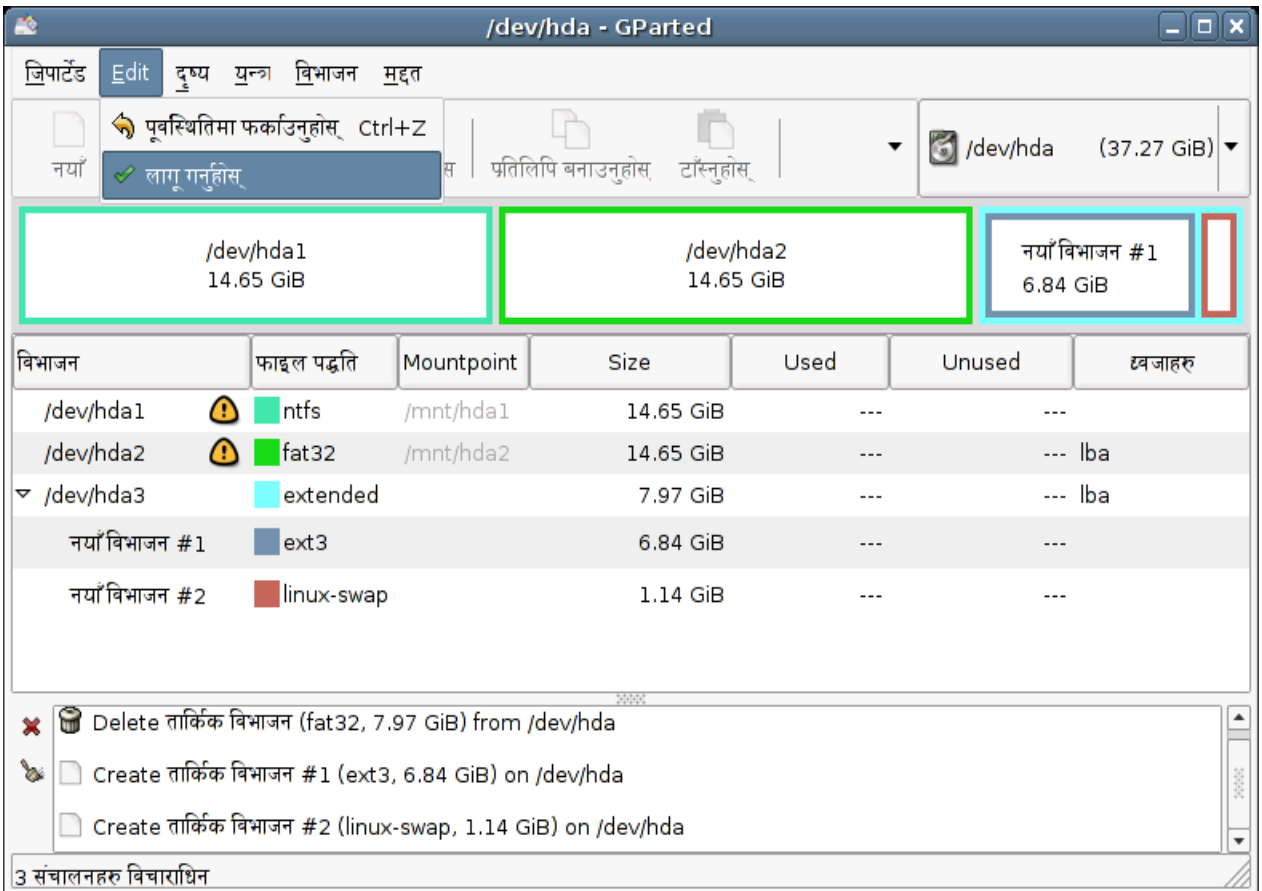 /dev/hda - GParted
जिपार्टेड Edit दृष्य यन्त्र विभाजन मद्दत
पूर्वस्थितिमा फर्काउनुहोस् Ctrl+Z
लागू गर्नुहोस्
नयाँ
प्रतिलिपि बनाउनुहोस् टाँस्नुहोस्
/dev/hda (37.27 GiB)
/dev/hda1
14.65 GiB
/dev/hda2
14.65 GiB
नयाँ विभाजन #1
6.84 GiB
विभाजन फाइल पद्धति Mountpoint Size Used Unused ध्वजाहरु
/dev/hda1 ntfs /mnt/hda1 14.65 GiB --- ---
/dev/hda2 fat32 /mnt/hda2 14.65 GiB --- --- lba
/dev/hda3 extended 7.97 GiB --- --- lba
नयाँ विभाजन #1 ext3 6.84 GiB --- ---
नयाँ विभाजन #2 linux-swap 1.14 GiB --- ---
Delete तार्किक विभाजन (fat32, 7.97 GiB) from /dev/hda
Create तार्किक विभाजन #1 (ext3, 6.84 GiB) on /dev/hda
Create तार्किक विभाजन #2 (linux-swap, 1.14 GiB) on /dev/hda
3 संचालनहरु विचाराधिन